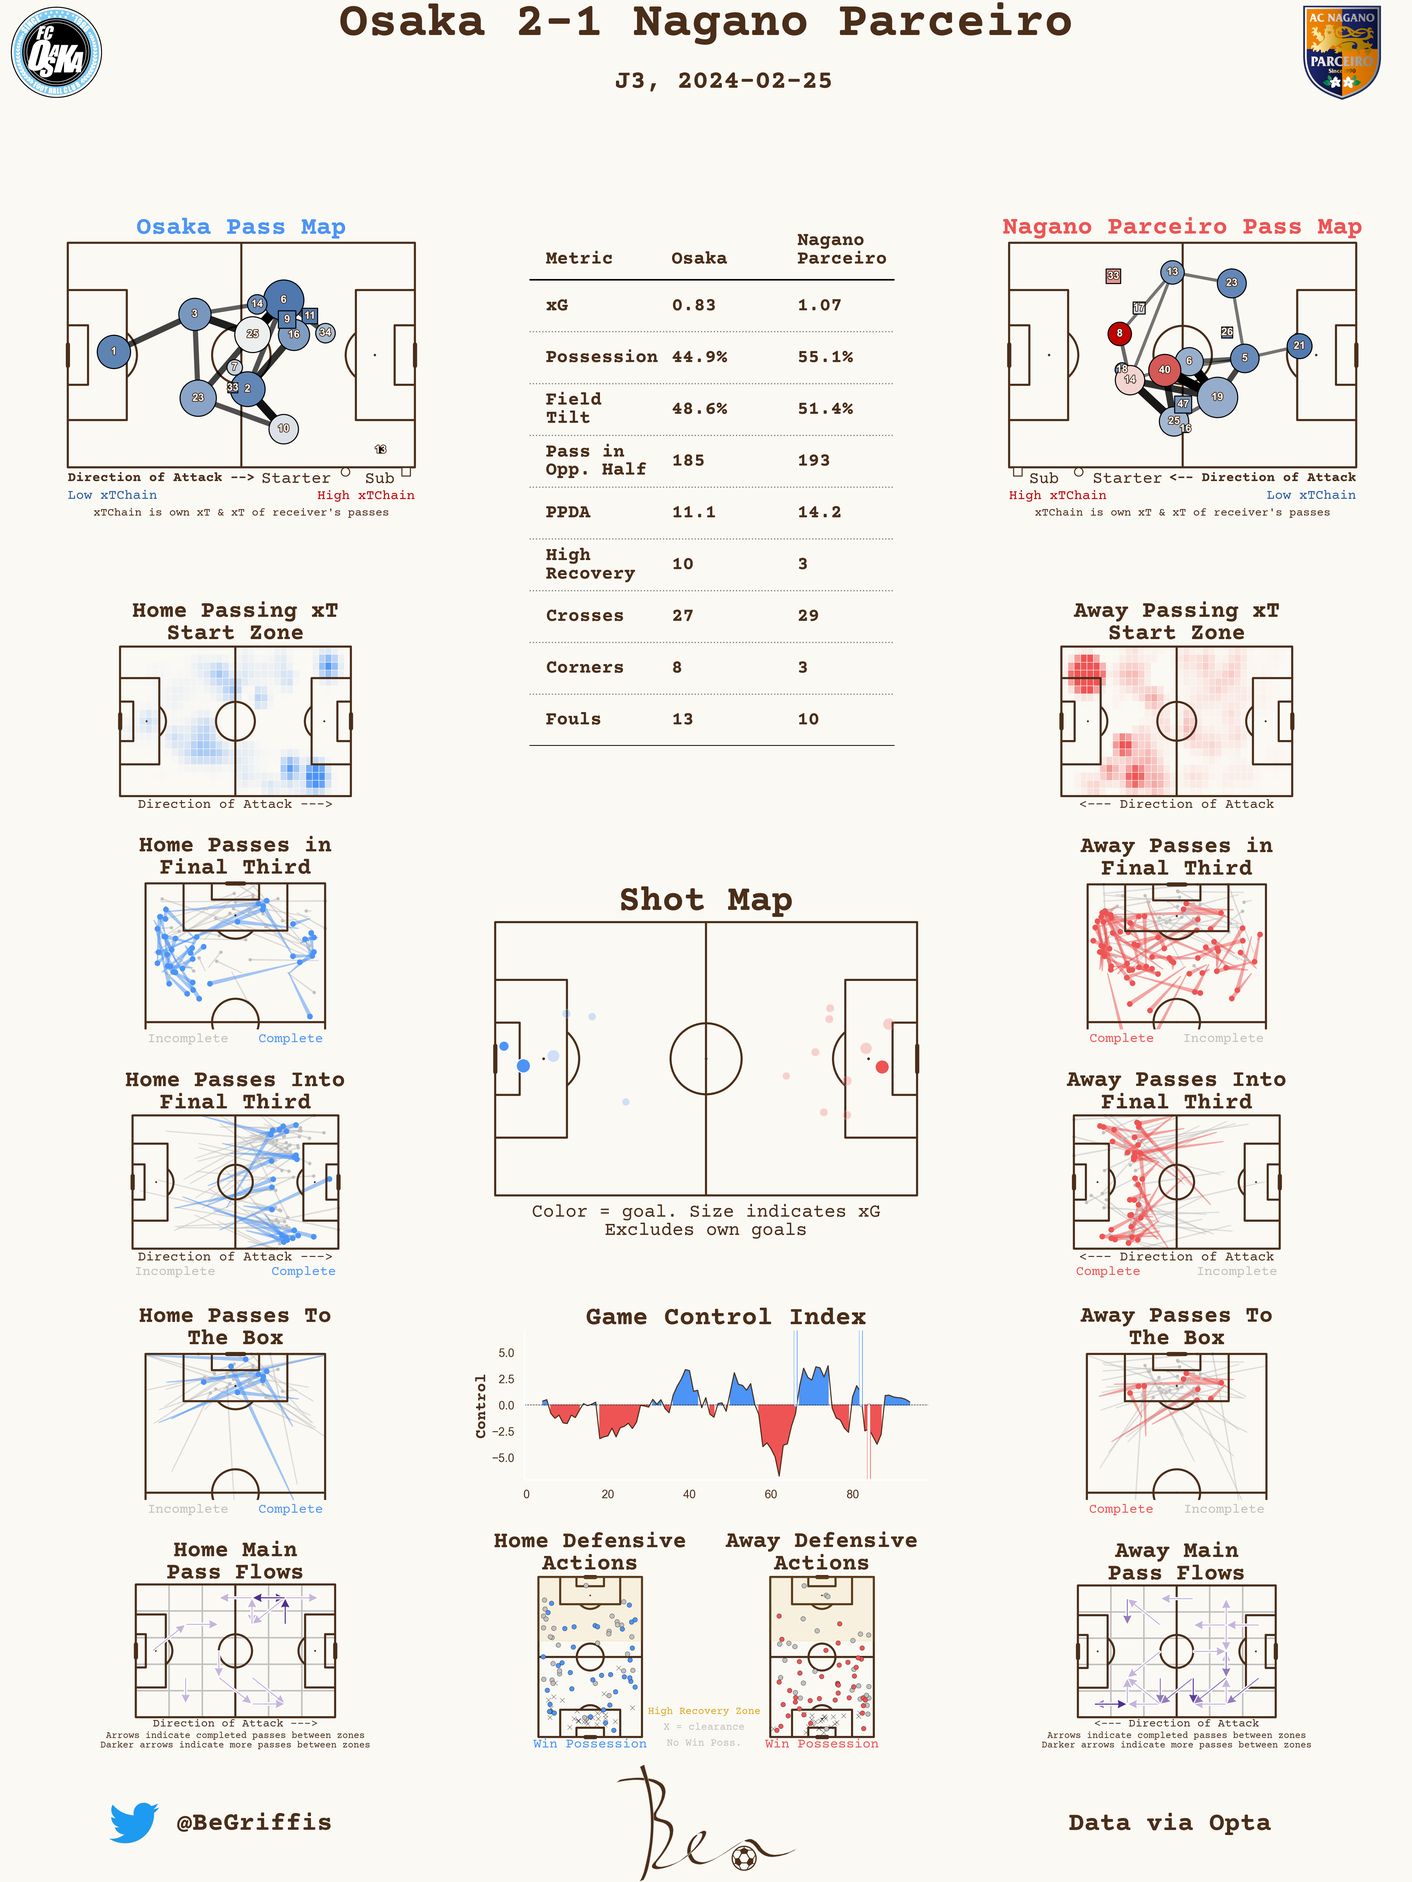 Osaka 2-1 Nagano Parceiro
J3, 2024-02-25
FC
OSAKA
FOOTBALL CLUB
AC NAGANO
PARCEIRO
Osaka Pass Map
1
3
23
14
6
25
9
11
16
34
7
33
2
10
13
Direction of Attack --> Starter Sub
Low xTChain High xTChain
xTChain is own xT & xT of receiver's passes
Metric Osaka Nagano
Parceiro
xG 0.83 1.07
Possession 44.9% 55.1%
Field
Tilt 48.6% 51.4%
Pass in
Opp. Half 185 193
PPDA 11.1 14.2
High
Recovery 10 3
Crosses 27 29
Corners 8 3
Fouls 13 10
Nagano Parceiro Pass Map
33
13
23
17
8
26
21
6
5
18
14
40
19
47
25
16
Sub Starter <-- Direction of Attack
High xTChain Low xTChain
xTChain is own xT & xT of receiver's passes
Home Passing xT
Start Zone
Direction of Attack --->
Away Passing xT
Start Zone
<--- Direction of Attack
Home Passes in
Final Third
Incomplete Complete
Away Passes in
Final Third
Complete Incomplete
Shot Map
Color = goal. Size indicates xG
Excludes own goals
Home Passes Into
Final Third
Direction of Attack --->
Incomplete Complete
Away Passes Into
Final Third
<--- Direction of Attack
Complete Incomplete
Home Passes To
The Box
Incomplete Complete
Game Control Index
Control
5.0
2.5
0.0
−2.5
−5.0
0 20 40 60 80
Away Passes To
The Box
Complete Incomplete
Home Main
Pass Flows
Direction of Attack --->
Arrows indicate completed passes between zones
Darker arrows indicate more passes between zones
Home Defensive
Actions
Win Possession
High Recovery Zone
X = clearance
No Win Poss.
Away Defensive
Actions
Win Possession
Away Main
Pass Flows
<--- Direction of Attack
Arrows indicate completed passes between zones
Darker arrows indicate more passes between zones
@BeGriffis
Ben
Data via Opta